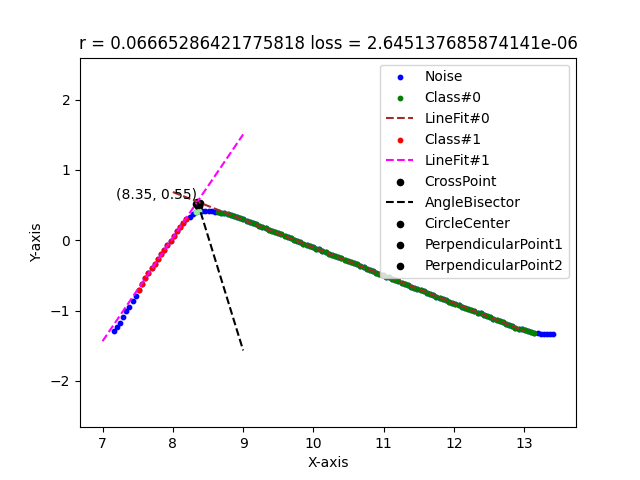 r = 0.06665286421775818 loss = 2.645137685874141e-06
Noise
Class#0
LineFit#0
Class#1
LineFit#1
CrossPoint
AngleBisector
CircleCenter
PerpendicularPoint1
PerpendicularPoint2
(8.35, 0.55)
Y-axis
2
1
0
−1
−2
7 8 9 10 11 12 13
X-axis